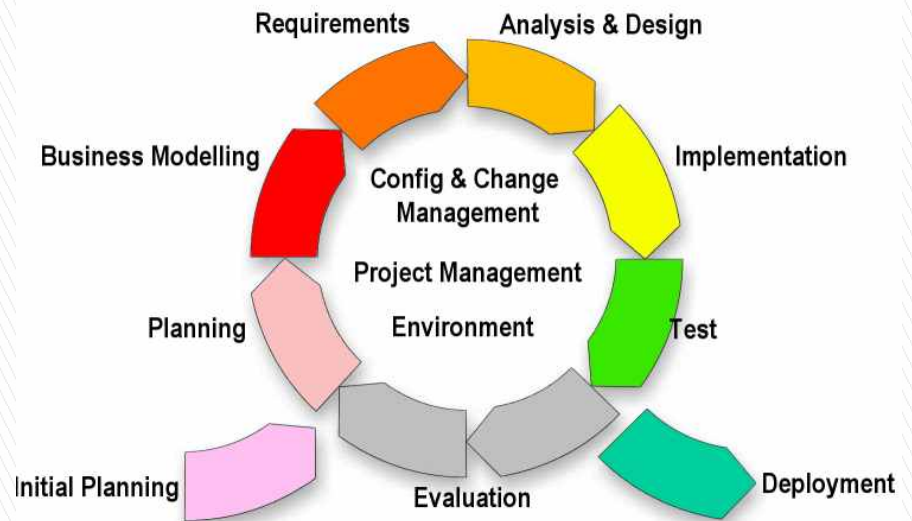 Requirements
Analysis & Design
Business Modelling
Implementation
Config & Change
Management
Project Management
Planning
Environment
Test
Initial Planning
Evaluation
Deployment